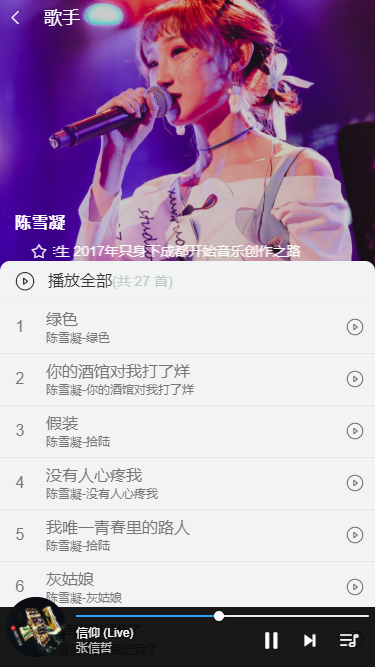 歌手
陈雪凝
生 2017年只身下成都开始音乐创作之路
播放全部(共 27 首)
1
绿色
陈雪凝-绿色
2
你的酒馆对我打了烊
陈雪凝-你的酒馆对我打了烊
3
假装
陈雪凝-拾陆
4
没有人心疼我
陈雪凝-没有人心疼我
5
我唯一青春里的路人
陈雪凝-拾陆
6
灰姑娘
陈雪凝-灰姑娘
信仰 (Live)
张信哲